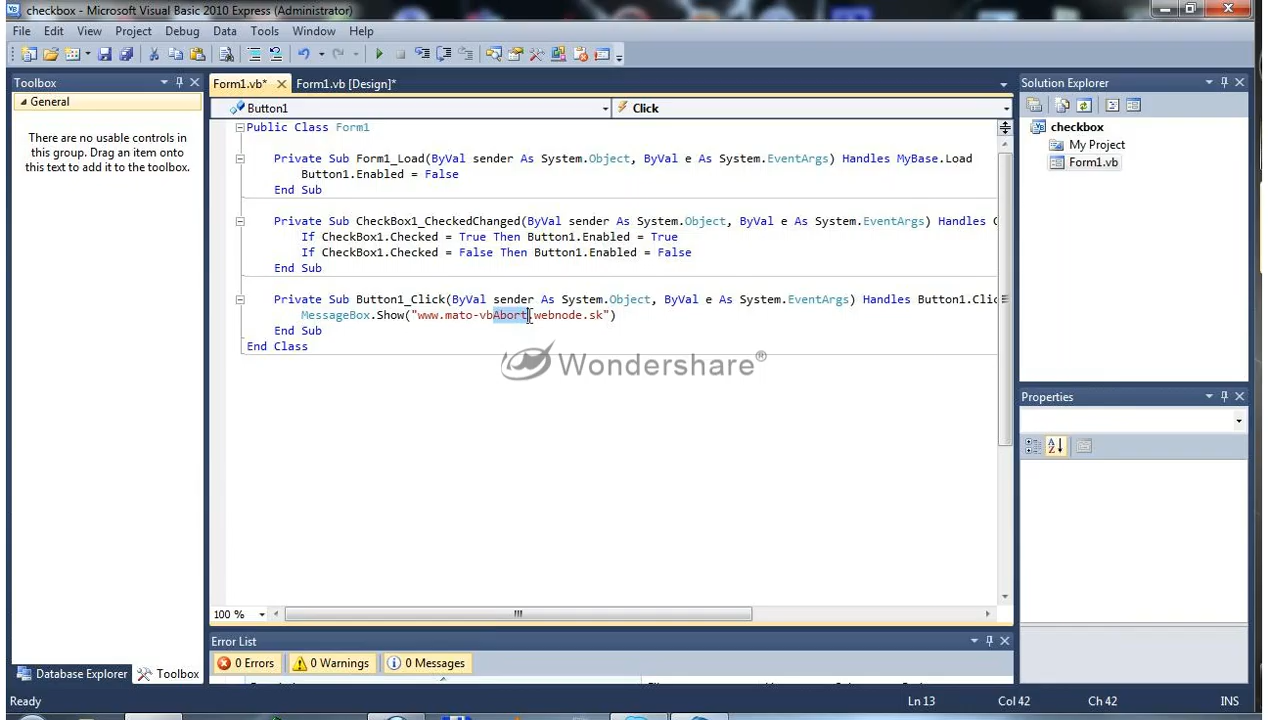 checkbox - Microsoft Visual Basic 2010 Express (Administrator)
File Edit View Project Debug Data Tools Window Help
Toolbox
General
There are no usable controls in
this group. Drag an item onto
this text to add it to the toolbox.
Database Explorer Toolbox
Form1.vb* Form1.vb [Design]*
Button1 Click
Public Class Form1
Private Sub Form1_Load(ByVal sender As System.Object, ByVal e As System.EventArgs) Handles MyBase.Load
Button1.Enabled = False
End Sub
Private Sub CheckBox1_CheckedChanged(ByVal sender As System.Object, ByVal e As System.EventArgs) Handles C
If CheckBox1.Checked = True Then Button1.Enabled = True
If CheckBox1.Checked = False Then Button1.Enabled = False
End Sub
Private Sub Button1_Click(ByVal sender As System.Object, ByVal e As System.EventArgs) Handles Button1.Clic
MessageBox.Show("www.mato-vbAbort.webnode.sk")
End Sub
End Class
Wondershare®
100 %
Error List
0 Errors 0 Warnings 0 Messages
Solution Explorer
checkbox
My Project
Form1.vb
Properties
Ready Ln 13 Col 42 Ch 42 INS